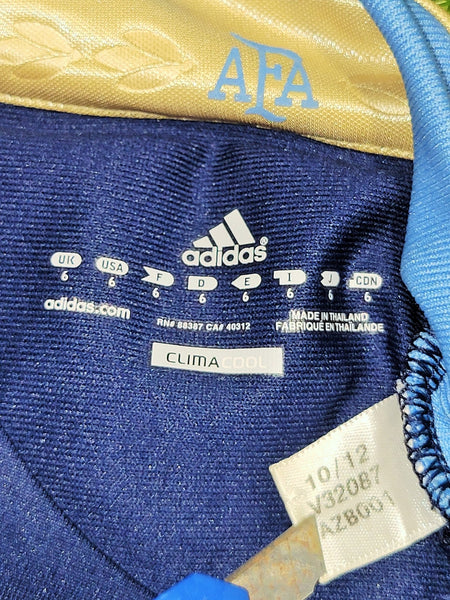 AFA
adidas®
UK USA F D E I J CDN
6 6 6 6 6 6 6 6
adidas.com
MADE IN THAILAND
FABRIQUÉ EN THAÏLANDE
RN# 88387 CA# 40312
CLIMACOOL
10/12
V32087
AZB001